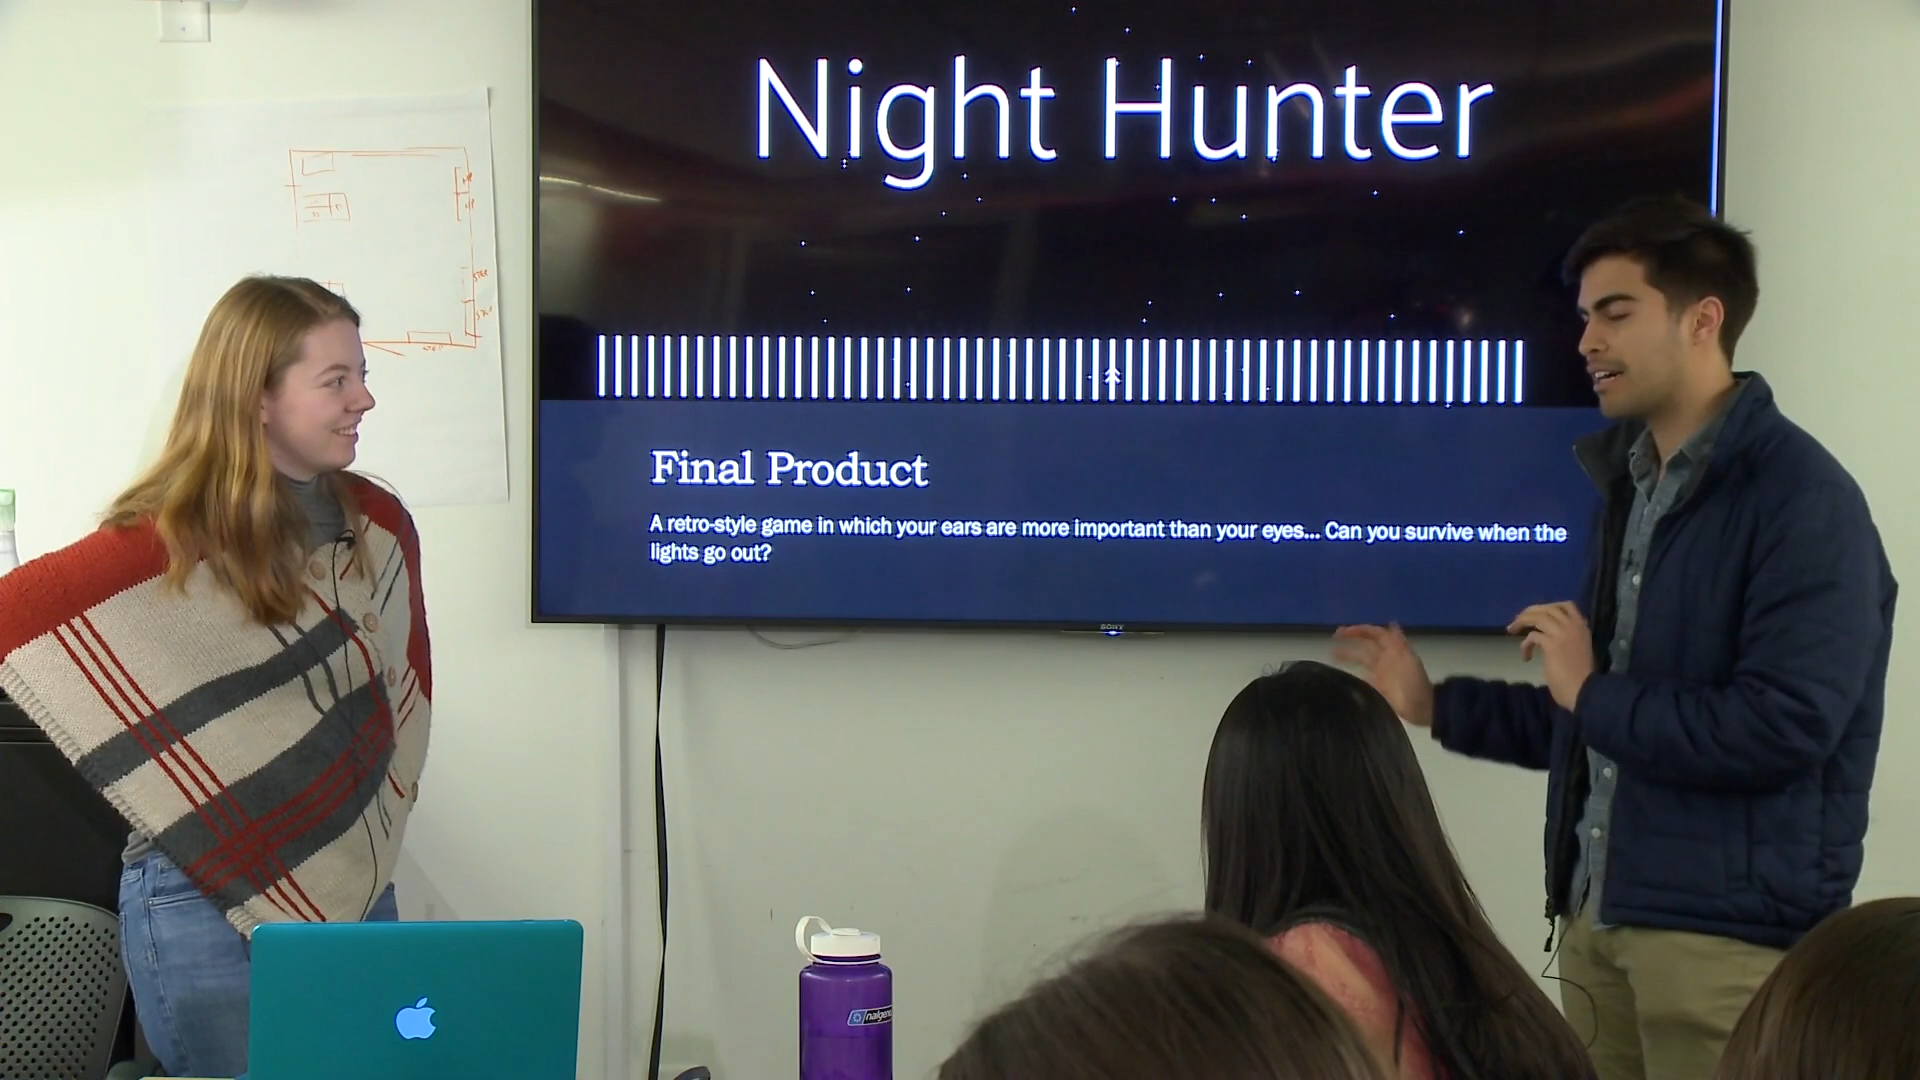 Night Hunter
Final Product
A retro-style game in which your ears are more important than your eyes... Can you survive when the
lights go out?
SONY
nalgene